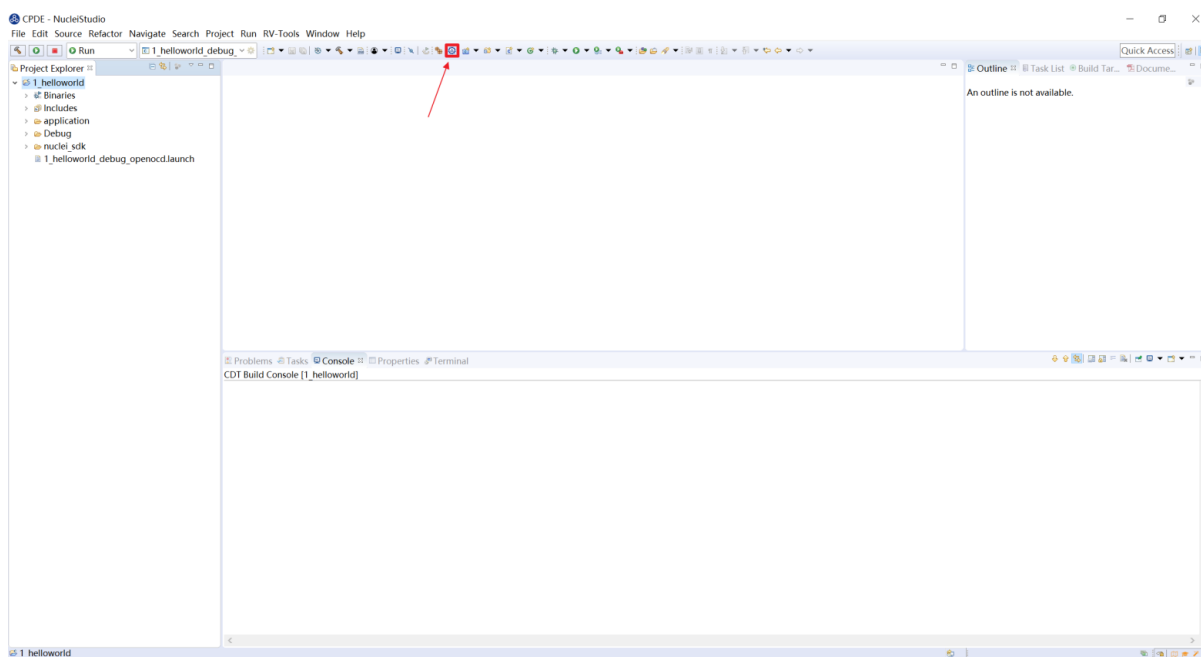 CPDE - NucleiStudio
File Edit Source Refactor Navigate Search Project Run RV-Tools Window Help
Run 1_helloworld_debug_ Quick Access
Project Explorer Outline Task List Build Tar... Docume...
1_helloworld
Binaries
Includes
application
Debug
nuclei_sdk
1_helloworld_debug_openocd.launch
An outline is not available.
Problems Tasks Console Properties Terminal
CDT Build Console [1_helloworld]
1_helloworld